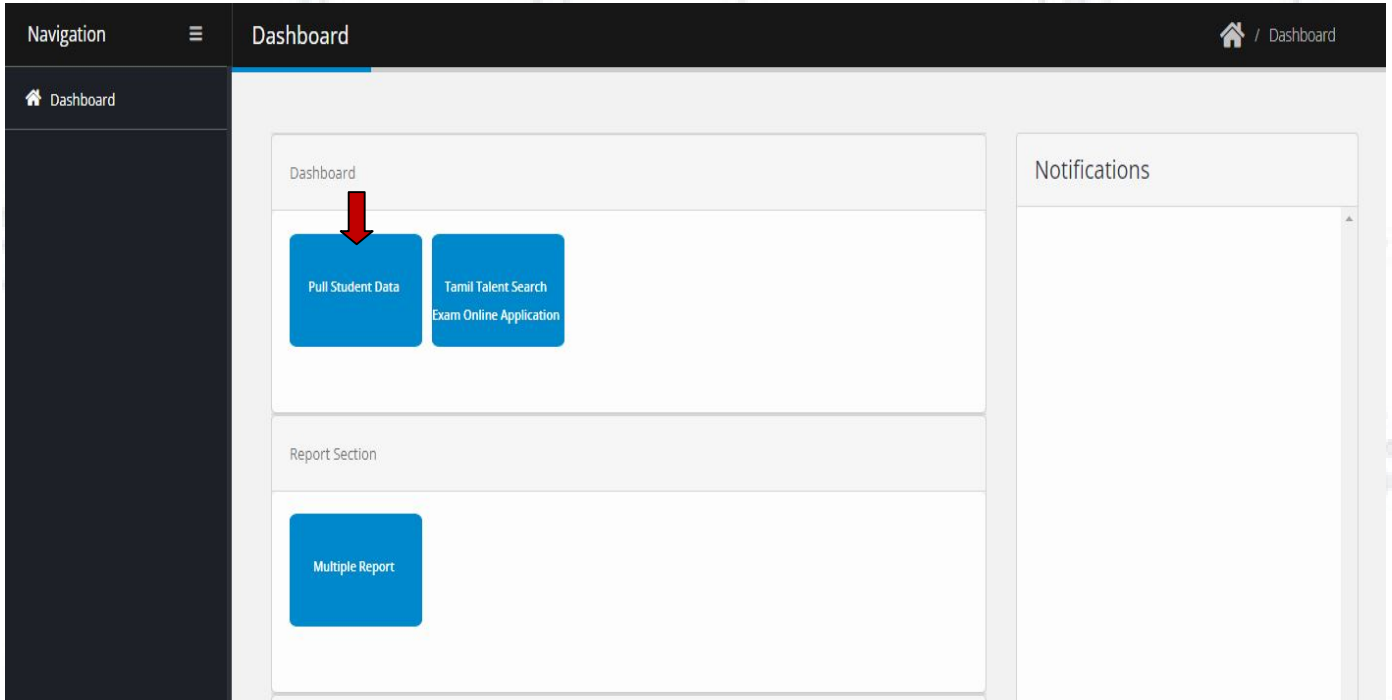 Navigation
Dashboard
/ Dashboard
Dashboard
Dashboard
Notifications
Pull Student Data
Tamil Talent Search
Exam Online Application
Report Section
Multiple Report